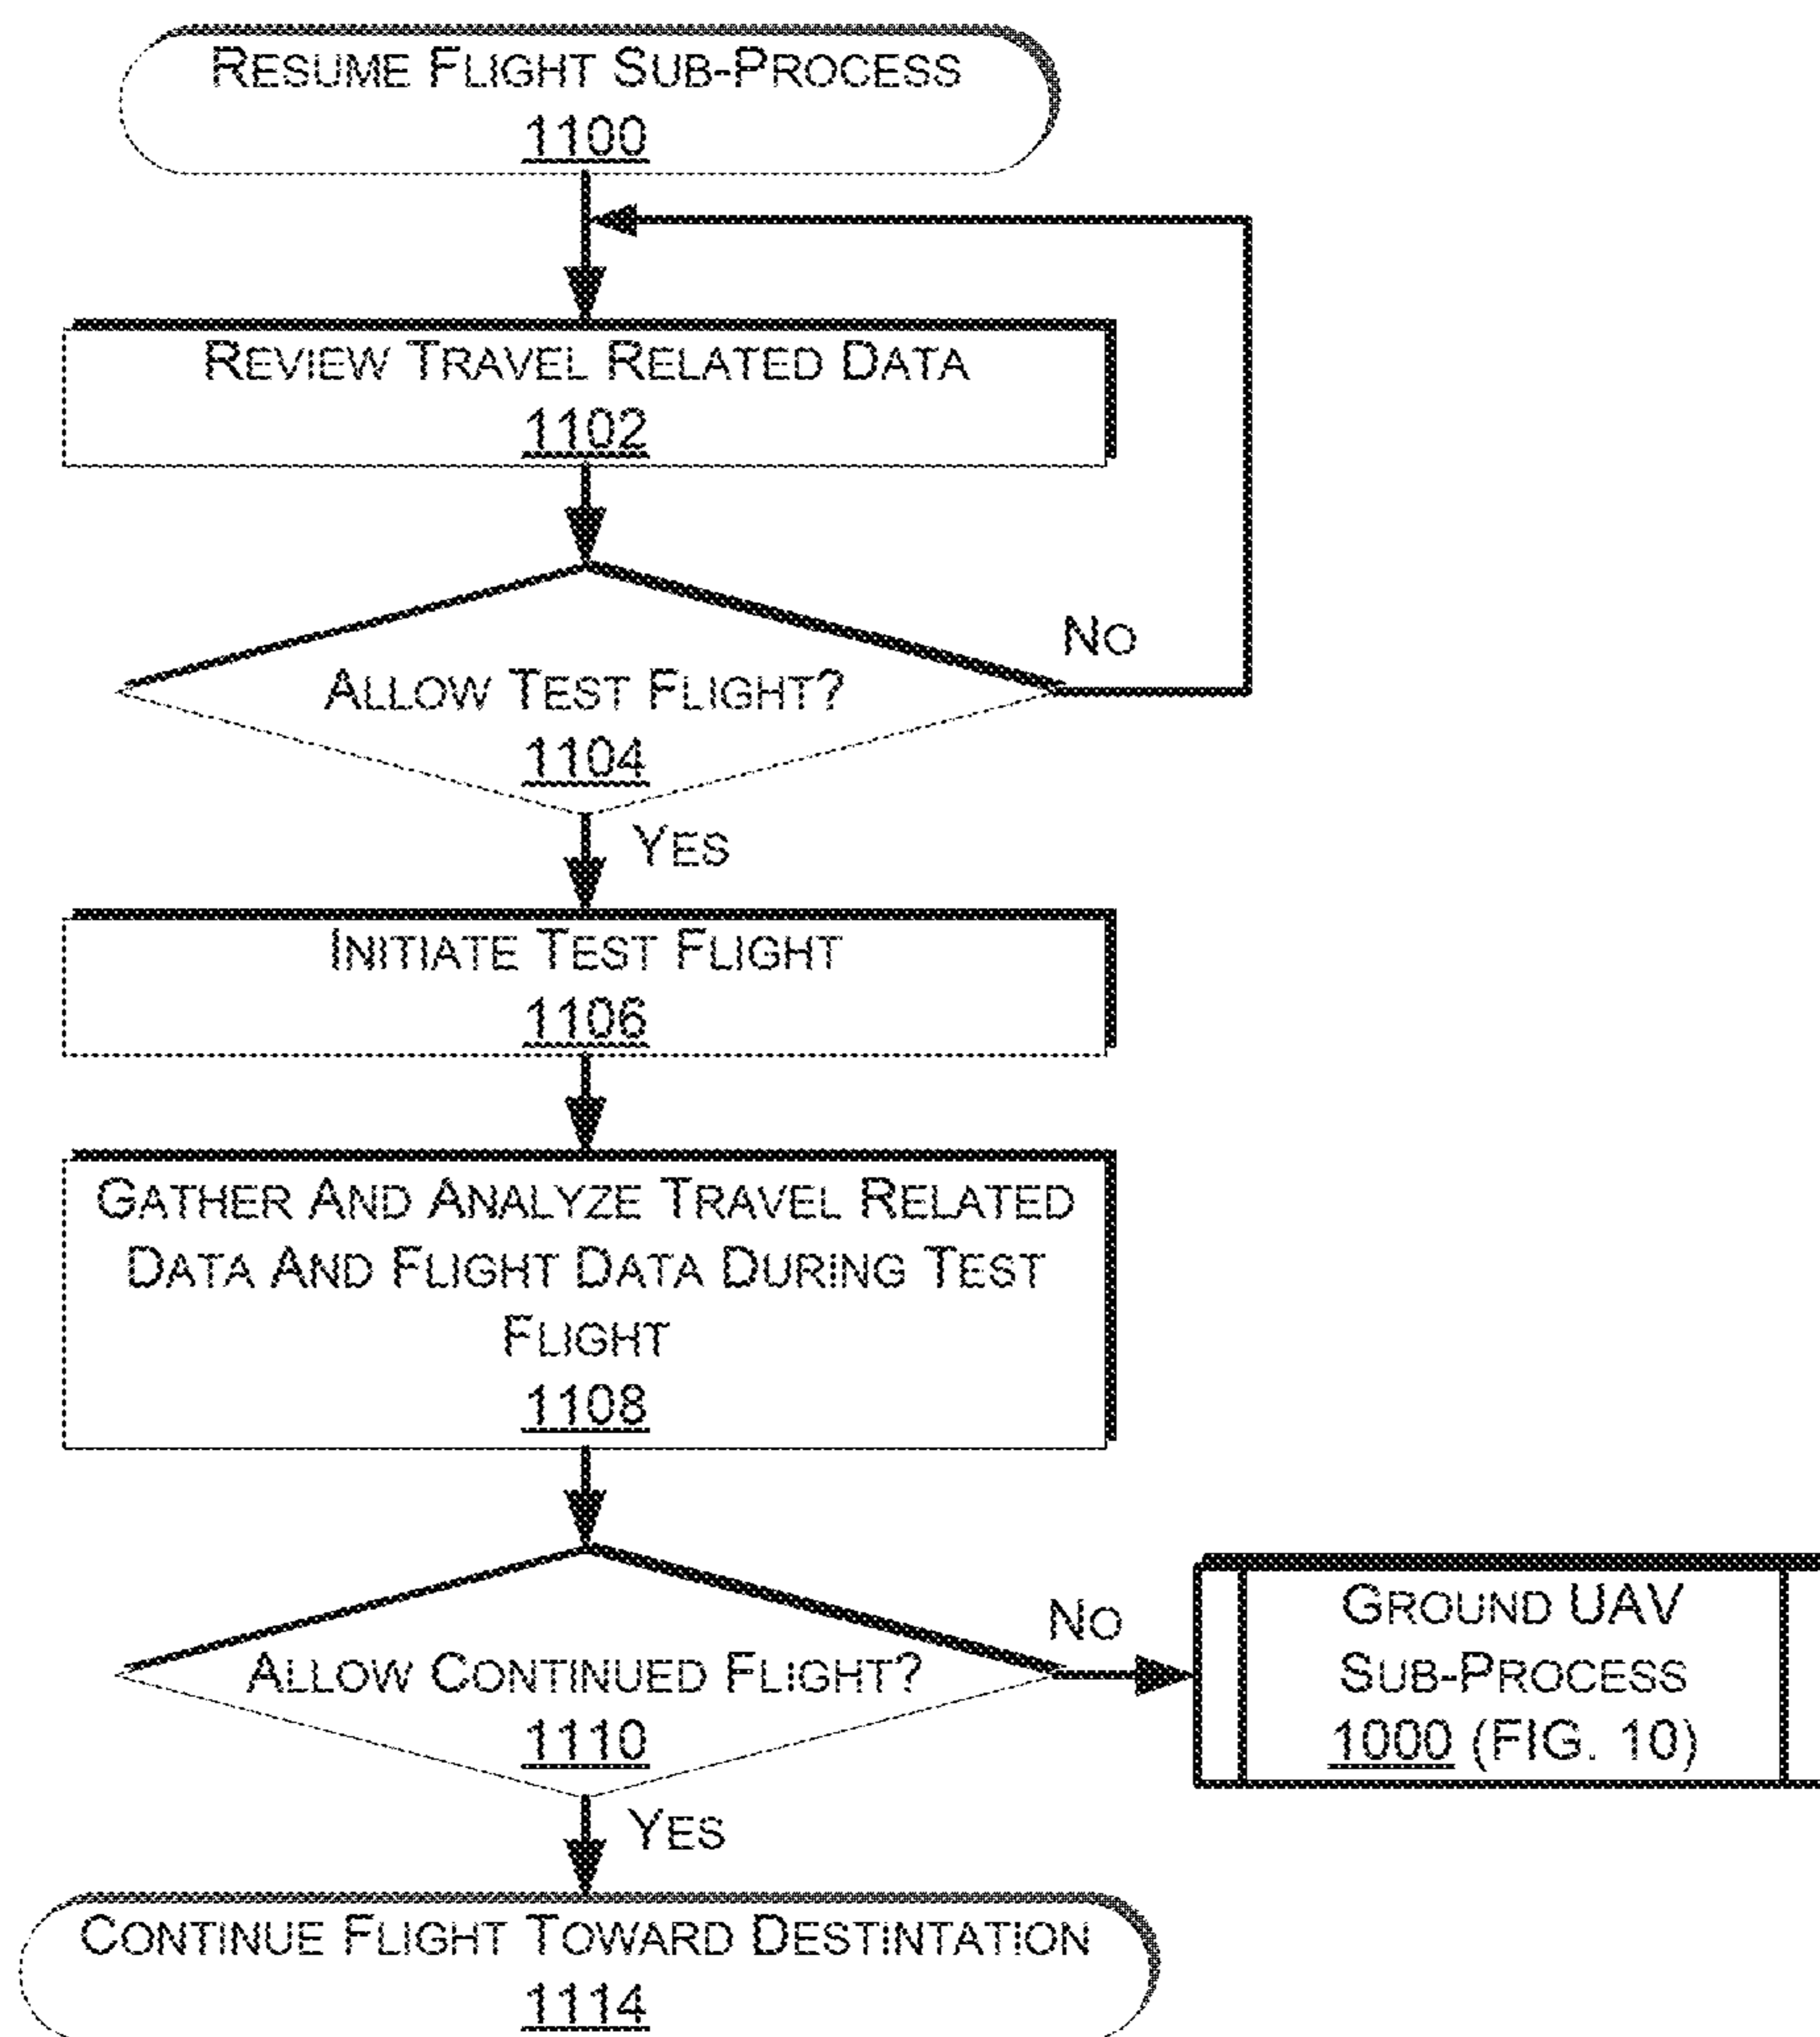 RESUME FLIGHT SUB-PROCESS
1100
REVIEW TRAVEL RELATED DATA
1102
NO
ALLOW TEST FLIGHT?
1104
YES
INITIATE TEST FLIGHT
1106
GATHER AND ANALYZE TRAVEL RELATED
DATA AND FLIGHT DATA DURING TEST
FLIGHT
1108
NO
ALLOW CONTINUED FLIGHT?
1110
GROUND UAV
SUB-PROCESS
1000 (FIG. 10)
YES
CONTINUE FLIGHT TOWARD DESTINTATION
1114